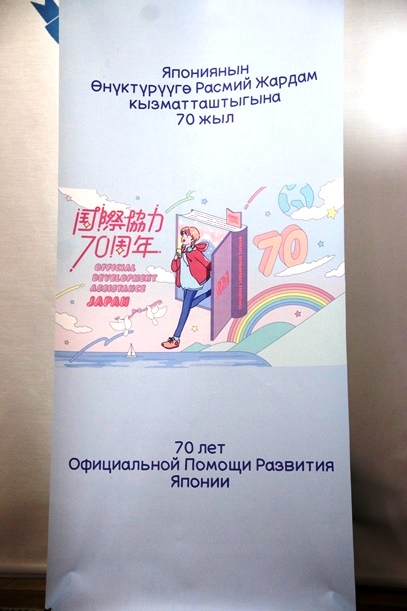 Япониянын
Өнүктүрүүгө Расмий Жардам
кызматташтыгына
70 жыл
国際協力
70周年
OFFICIAL
DEVELOPMENT
ASSISTANCE
JAPAN
70
70 лет
Официальной Помощи Развития
Японии